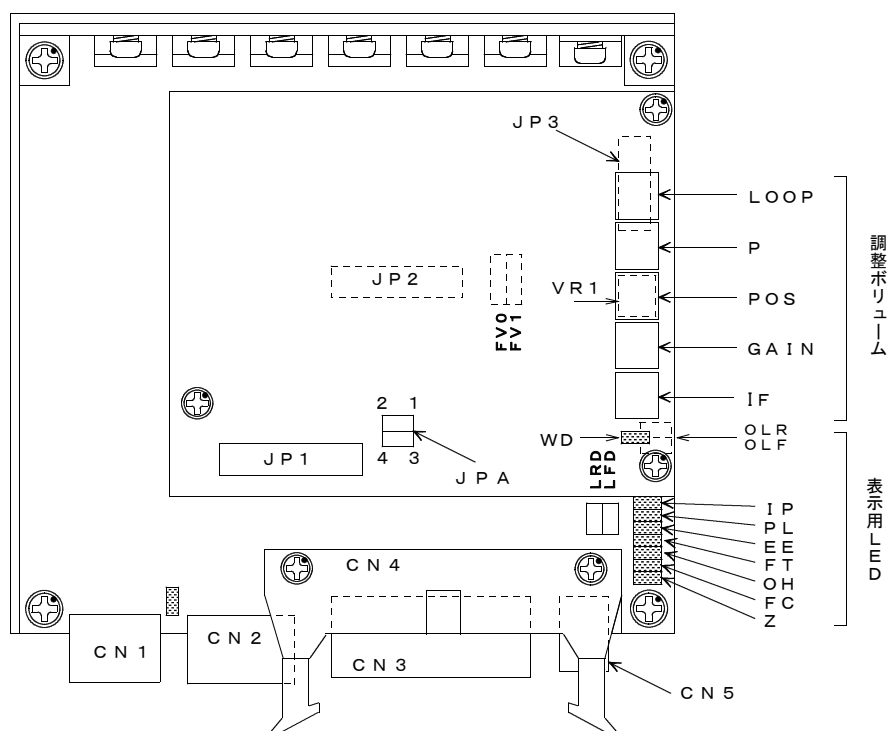 JP3
LOOP
P
JP2
VR1
POS
FV0
FV1
GAIN
IF
調整ボリューム
2 1
4 3
JPA
JP1
WD
OLR
OLF
LRD
LFD
IP
PL
EE
FT
OH
FC
Z
表示用LED
CN4
CN1
CN2
CN3
CN5